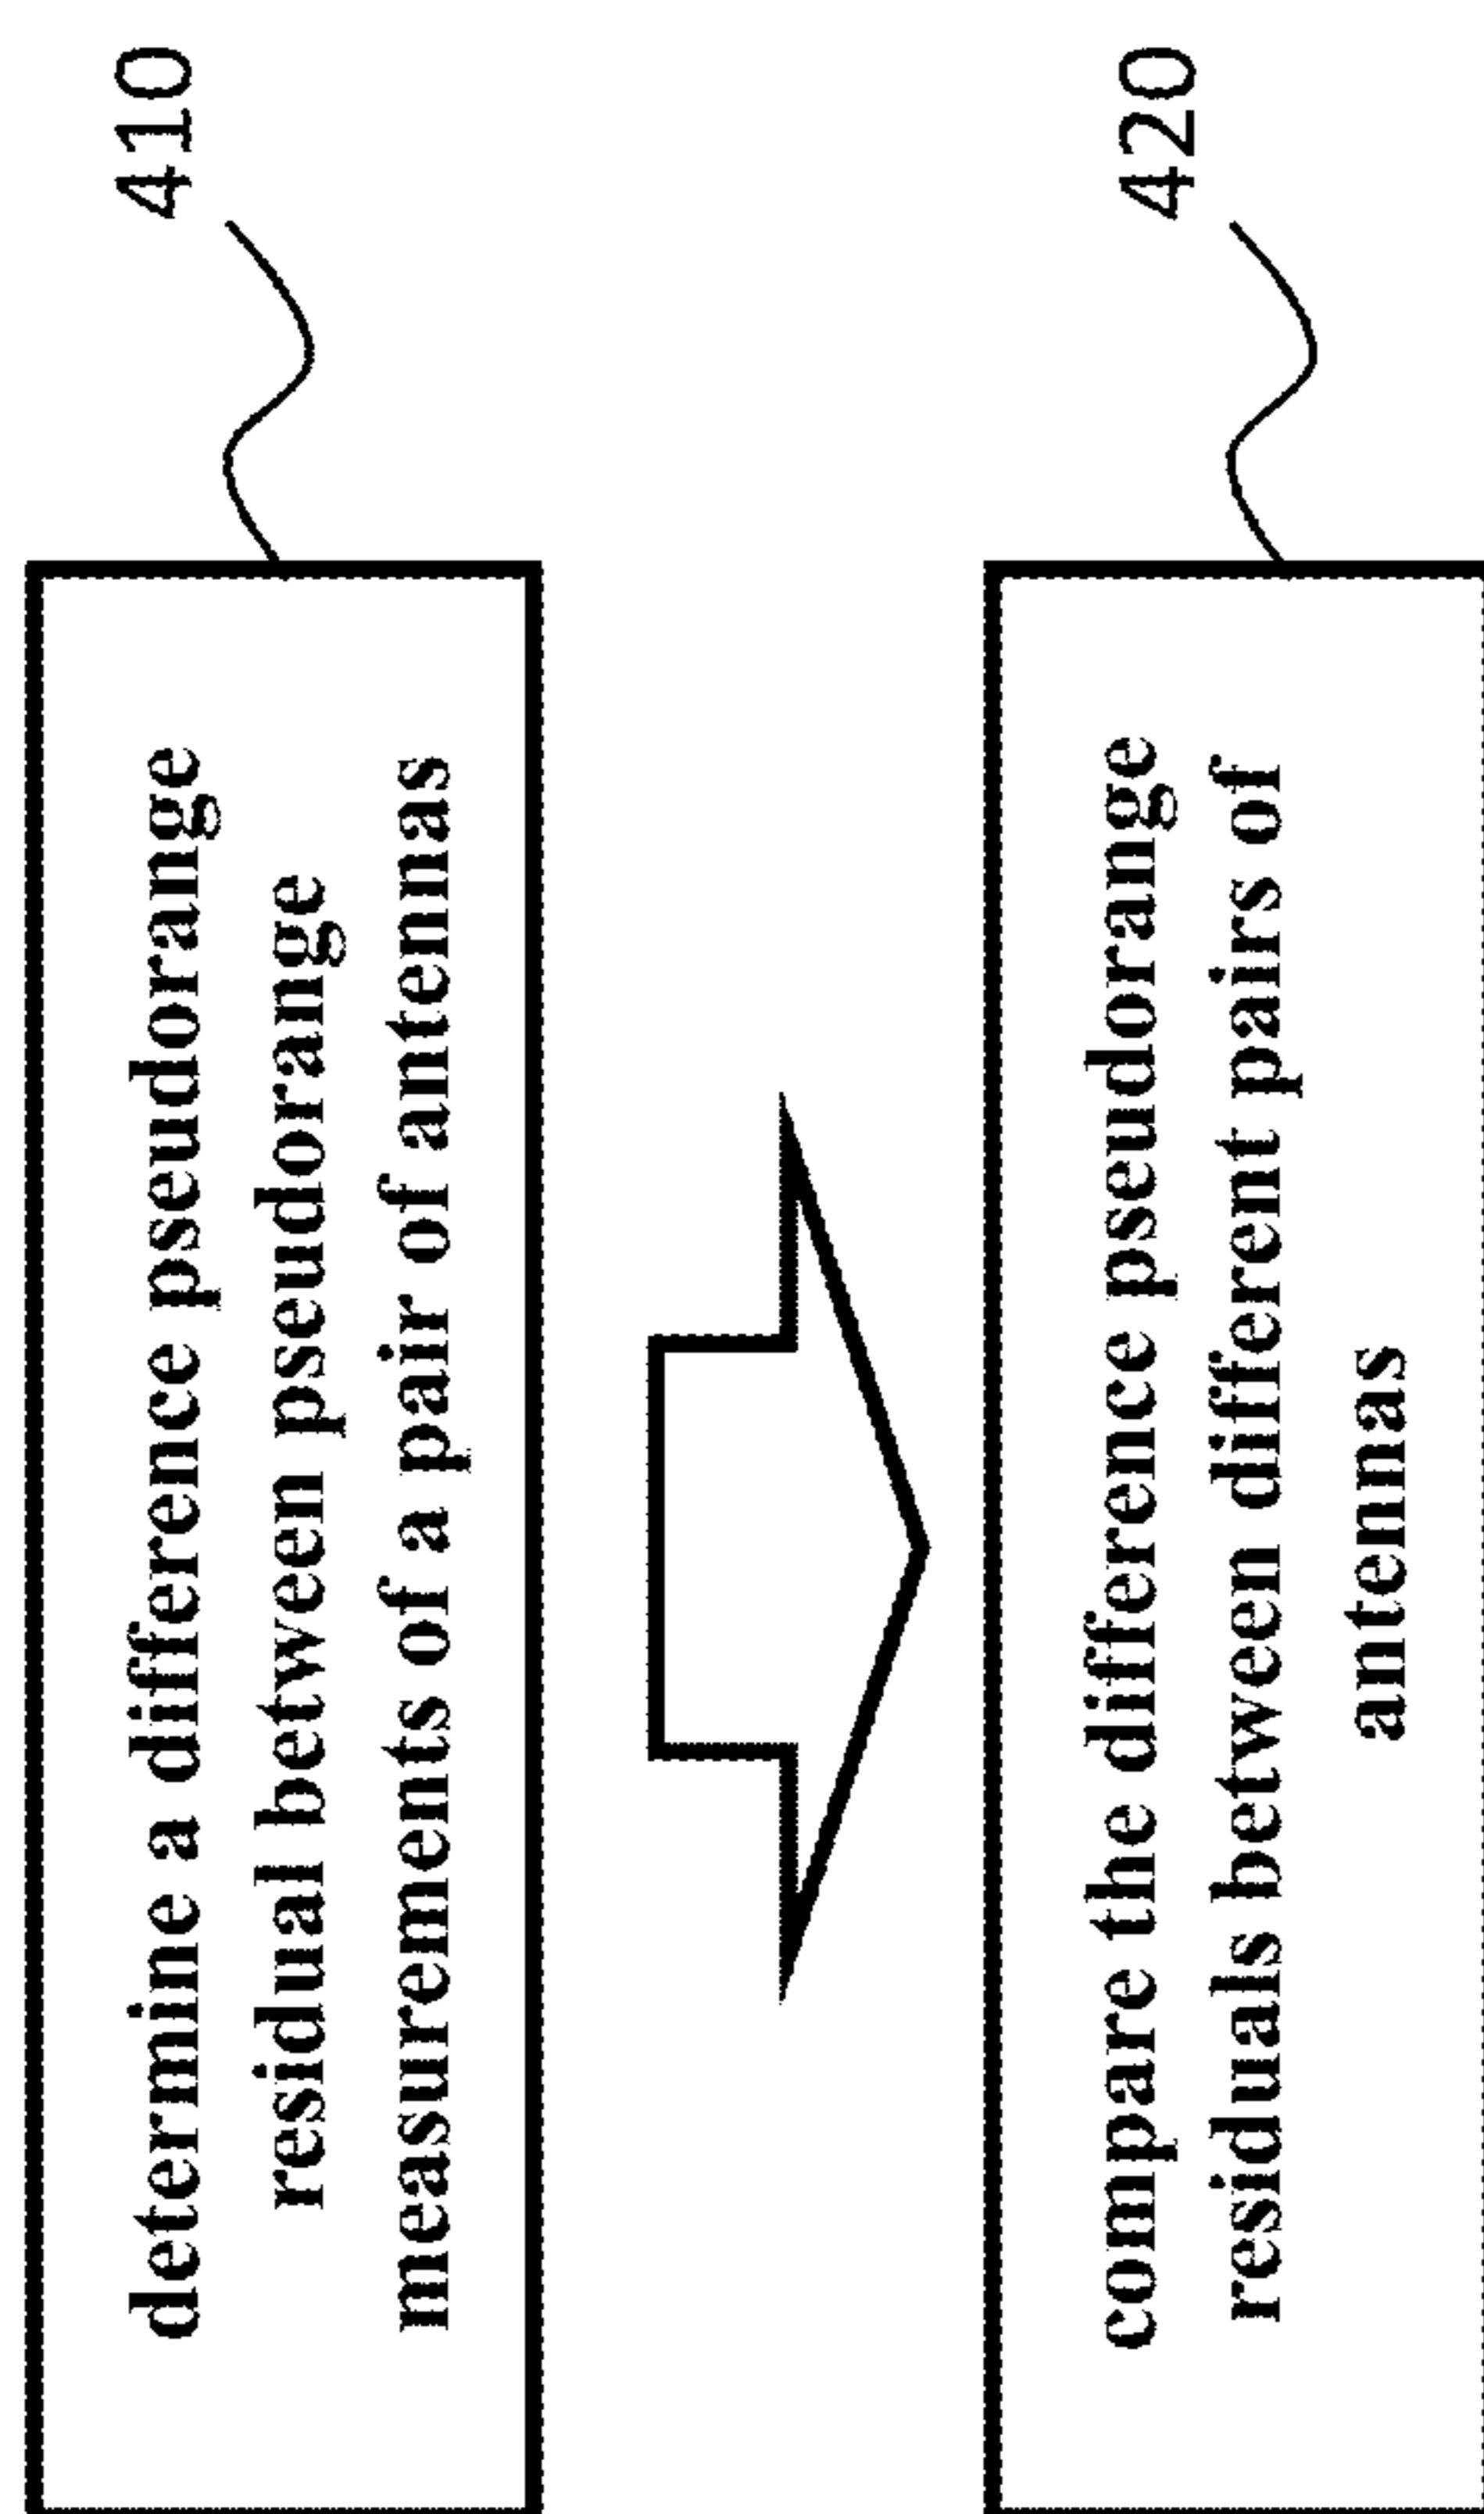 410
determine a difference pseudorange
residual between pseudorange
measurements of a pair of antennas
420
compare the difference pseudorange
residuals between different pairs of
antennas